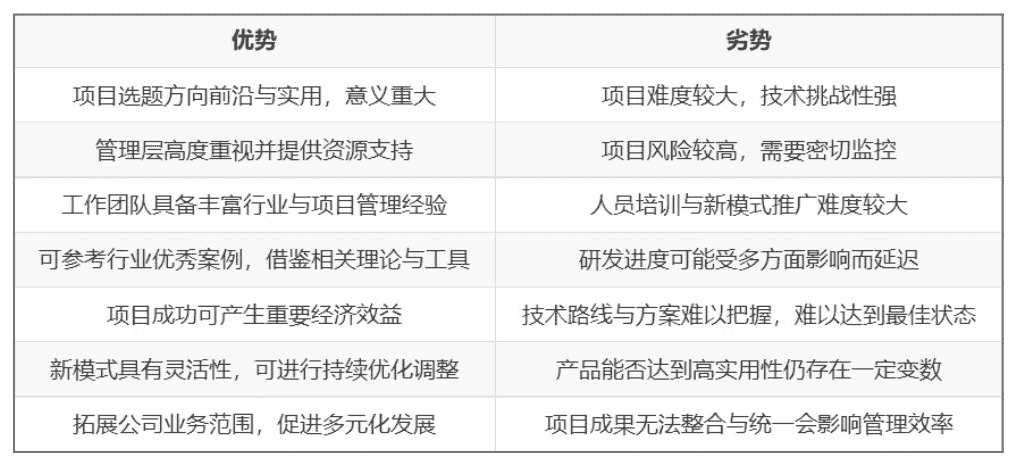 优势 劣势
项目选题方向前沿与实用，意义重大 项目难度较大，技术挑战性强
管理层高度重视并提供资源支持 项目风险较高，需要密切监控
工作团队具备丰富行业与项目管理经验 人员培训与新模式推广难度较大
可参考行业优秀案例，借鉴相关理论与工具 研发进度可能受多方面影响而延迟
项目成功可产生重要经济效益 技术路线与方案难以把握，难以达到最佳状态
新模式具有灵活性，可进行持续优化调整 产品能否达到高实用性仍存在一定变数
拓展公司业务范围，促进多元化发展 项目成果无法整合与统一会影响管理效率